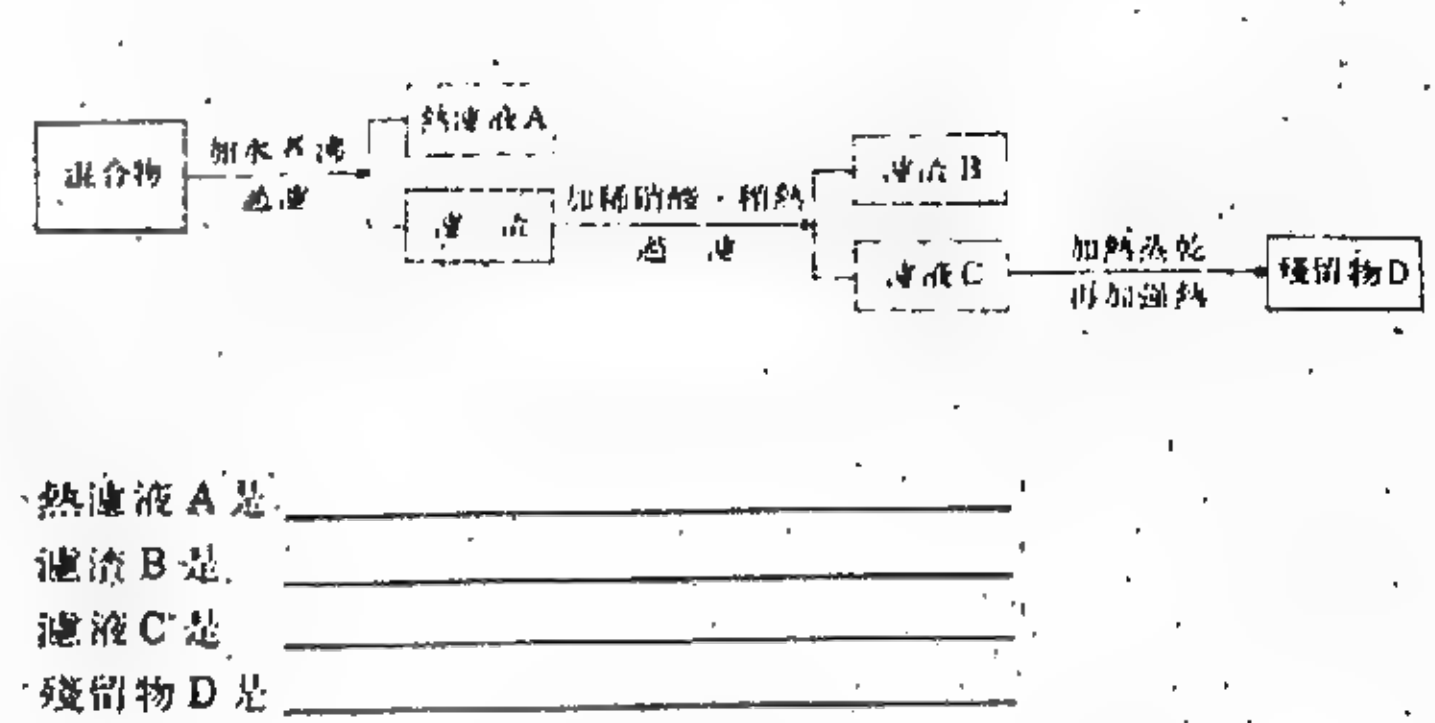 混合物
加水煮沸
過濾
熱濾液A
濾渣
加稀硝酸·稍熱
過濾
濾渣B
濾液C
加熱蒸乾
再加强熱
殘留物D
熱濾液A是
濾渣B是
濾液C是
殘留物D是